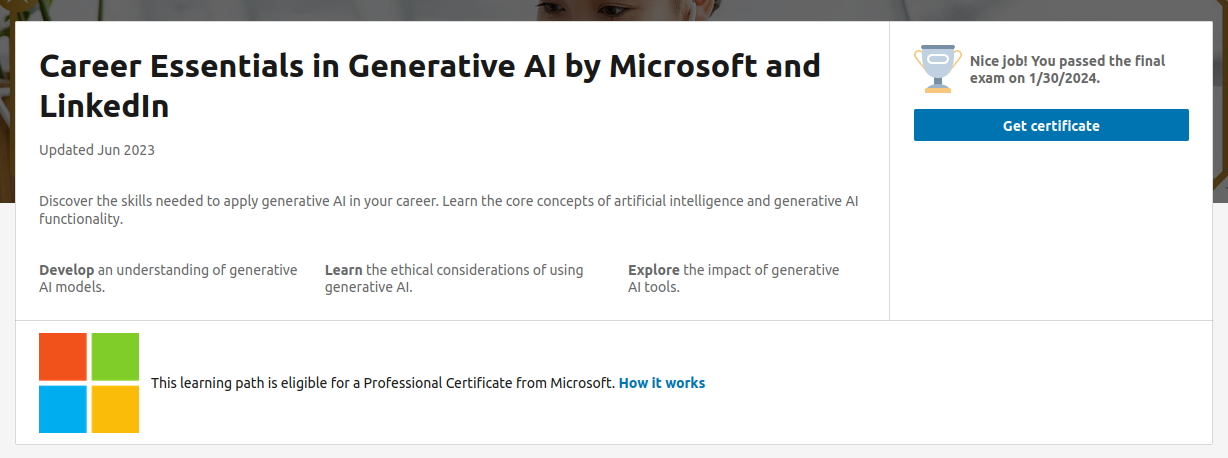 Career Essentials in Generative AI by Microsoft and
LinkedIn
Updated Jun 2023
Discover the skills needed to apply generative AI in your career. Learn the core concepts of artificial intelligence and generative AI
functionality.
Develop an understanding of generative
AI models.
Learn the ethical considerations of using
generative AI.
Explore the impact of generative
AI tools.
Nice job! You passed the final
exam on 1/30/2024.
Get certificate
This learning path is eligible for a Professional Certificate from Microsoft. How it works